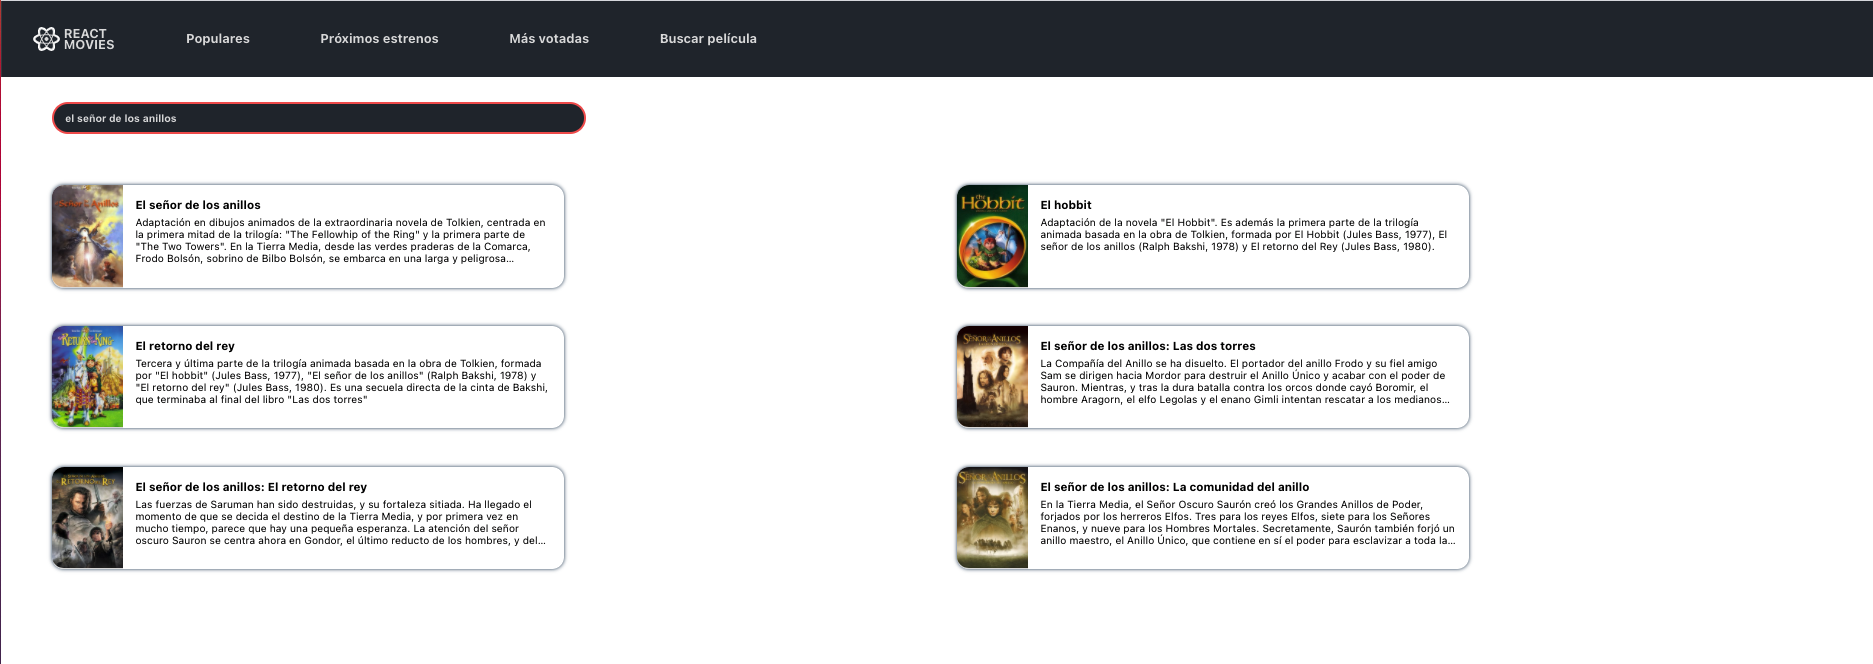 REACT
MOVIES
Populares
Próximos estrenos
Más votadas
Buscar película
el señor de los anillos
El señor de los anillos
Adaptación en dibujos animados de la extraordinaria novela de Tolkien, centrada en
la primera mitad de la trilogía: "The Fellowhip of the Ring" y la primera parte de
"The Two Towers". En la Tierra Media, desde las verdes praderas de la Comarca,
Frodo Bolsón, sobrino de Bilbo Bolsón, se embarca en una larga y peligrosa...
The
Hobbit
El hobbit
Adaptación de la novela "El Hobbit". Es además la primera parte de la trilogía
animada basada en la obra de Tolkien, formada por El Hobbit (Jules Bass, 1977), El
señor de los anillos (Ralph Bakshi, 1978) y El retorno del Rey (Jules Bass, 1980).
El retorno del rey
Tercera y última parte de la trilogía animada basada en la obra de Tolkien, formada
por "El hobbit" (Jules Bass, 1977), "El señor de los anillos" (Ralph Bakshi, 1978) y
"El retorno del rey" (Jules Bass, 1980). Es una secuela directa de la cinta de Bakshi,
que terminaba al final del libro "Las dos torres"
El señor de los anillos: Las dos torres
La Compañía del Anillo se ha disuelto. El portador del anillo Frodo y su fiel amigo
Sam se dirigen hacia Mordor para destruir el Anillo Único y acabar con el poder de
Sauron. Mientras, y tras la dura batalla contra los orcos donde cayó Boromir, el
hombre Aragorn, el elfo Legolas y el enano Gimli intentan rescatar a los medianos...
El señor de los anillos: El retorno del rey
Las fuerzas de Saruman han sido destruidas, y su fortaleza sitiada. Ha llegado el
momento de que se decida el destino de la Tierra Media, y por primera vez en
mucho tiempo, parece que hay una pequeña esperanza. La atención del señor
oscuro Sauron se centra ahora en Gondor, el último reducto de los hombres, y del...
El señor de los anillos: La comunidad del anillo
En la Tierra Media, el Señor Oscuro Saurón creó los Grandes Anillos de Poder,
forjados por los herreros Elfos. Tres para los reyes Elfos, siete para los Señores
Enanos, y nueve para los Hombres Mortales. Secretamente, Saurón también forjó un
anillo maestro, el Anillo Único, que contiene en sí el poder para esclavizar a toda la...